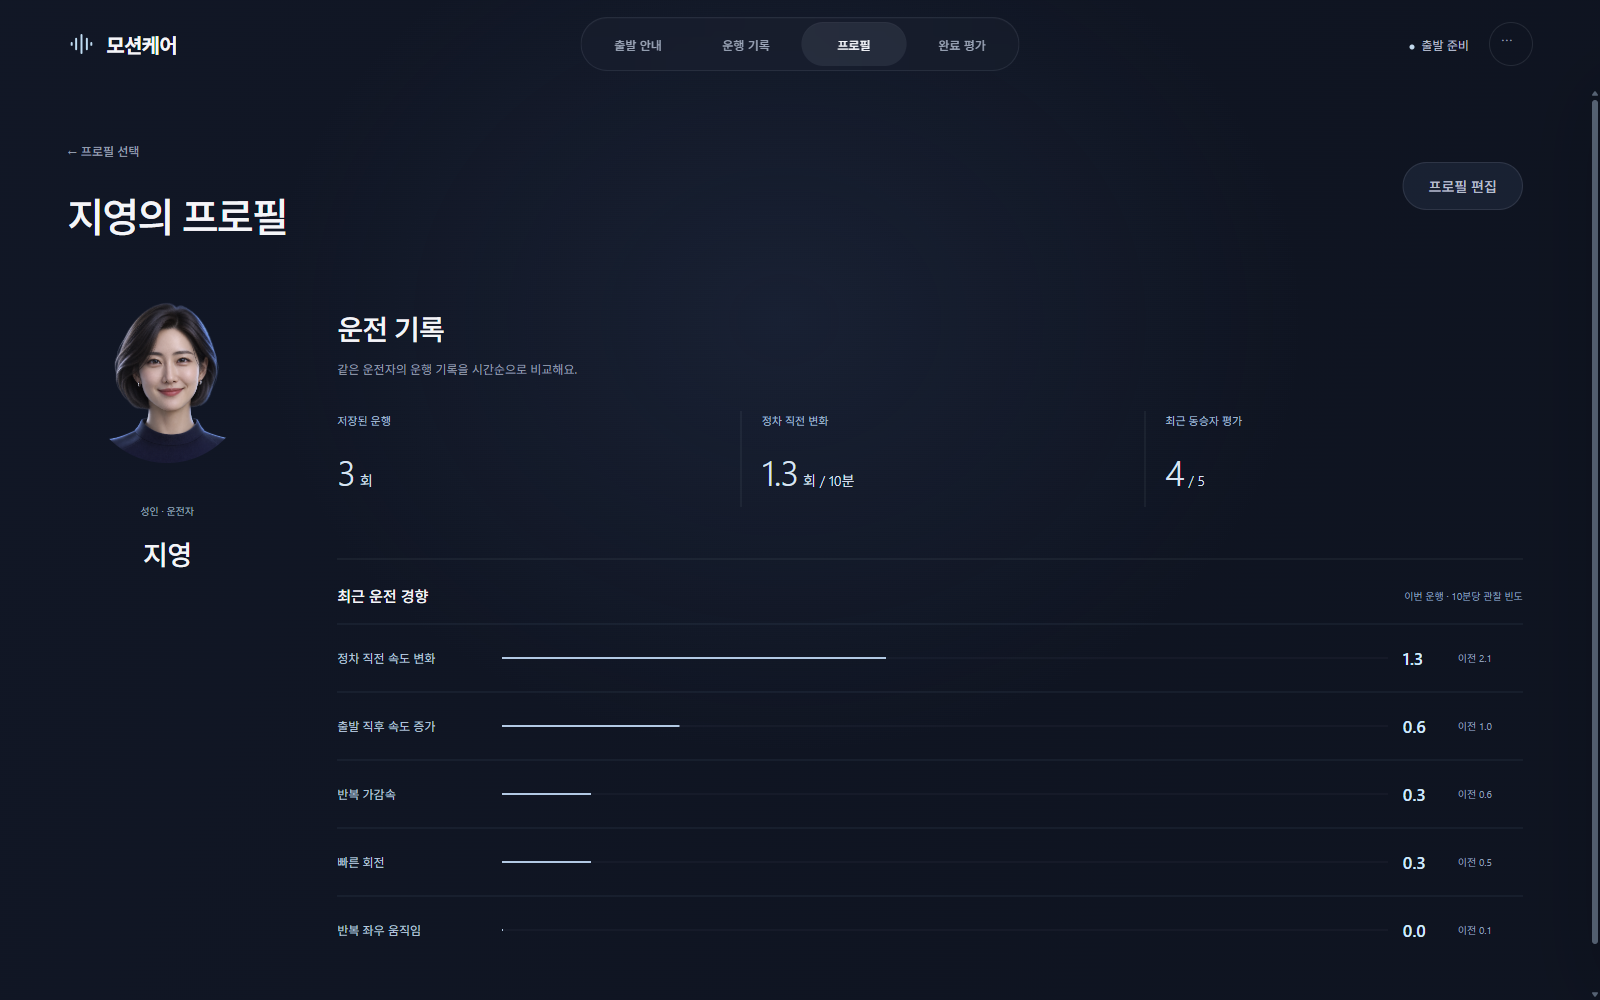 모션케어
출발 안내
운행 기록
프로필
완료 평가
● 출발 준비
...
← 프로필 선택
지영의 프로필
프로필 편집
성인 · 운전자
지영
운전 기록
같은 운전자의 운행 기록을 시간순으로 비교해요.
저장된 운행
3 회
정차 직전 변화
1.3 회 / 10분
최근 동승자 평가
4 / 5
최근 운전 경향
이번 운행 · 10분당 관찰 빈도
정차 직전 속도 변화 1.3 이전 2.1
출발 직후 속도 증가 0.6 이전 1.0
반복 가감속 0.3 이전 0.6
빠른 회전 0.3 이전 0.5
반복 좌우 움직임 0.0 이전 0.1